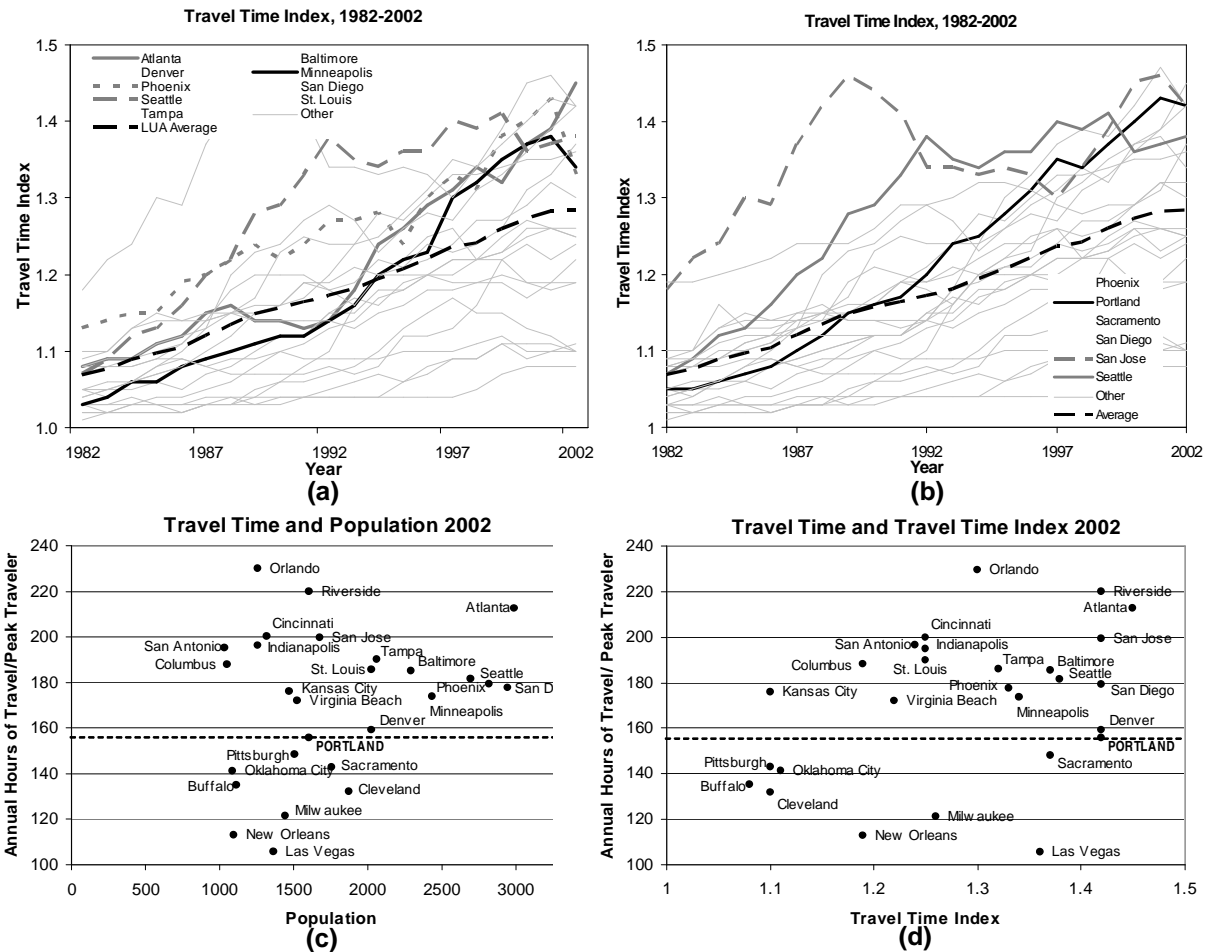 Travel Time Index, 1982-2002
1.5
1.4
1.3
1.2
1.1
1.0
Travel Time Index
Atlanta
Baltimore
Denver
Minneapolis
Phoenix
San Diego
Seattle
St. Louis
Tampa
Other
LUA Average
1982
1987
1992
1997
2002
Year
(a)
Travel Time Index, 1982-2002
1.5
1.4
1.3
1.2
1.1
1
Travel Time Index
Phoenix
Portland
Sacramento
San Diego
San Jose
Seattle
Other
Average
1982
1987
1992
1997
2002
Year
(b)
Travel Time and Population 2002
240
220
200
180
160
140
120
100
Annual Hours of Travel/Peak Traveler
Orlando
Riverside
Atlanta
Cincinnati
San Antonio
San Jose
Indianapolis
Columbus
Tampa
St. Louis
Baltimore
Seattle
Kansas City
Phoenix
San D
Virginia Beach
Minneapolis
Denver
PORTLAND
Pittsburgh
Sacramento
Oklahoma City
Buffalo
Cleveland
Milwaukee
New Orleans
Las Vegas
0
500
1000
1500
2000
2500
3000
Population
(c)
Travel Time and Travel Time Index 2002
240
220
200
180
160
140
120
100
Annual Hours of Travel/ Peak Traveler
Orlando
Riverside
Atlanta
Cincinnati
San Antonio
Indianapolis
San Jose
Columbus
St. Louis
Tampa
Baltimore
Seattle
Kansas City
Phoenix
San Diego
Virginia Beach
Minneapolis
Denver
PORTLAND
Pittsburgh
Oklahoma City
Sacramento
Buffalo
Cleveland
Milwaukee
New Orleans
Las Vegas
1
1.1
1.2
1.3
1.4
1.5
Travel Time Index
(d)